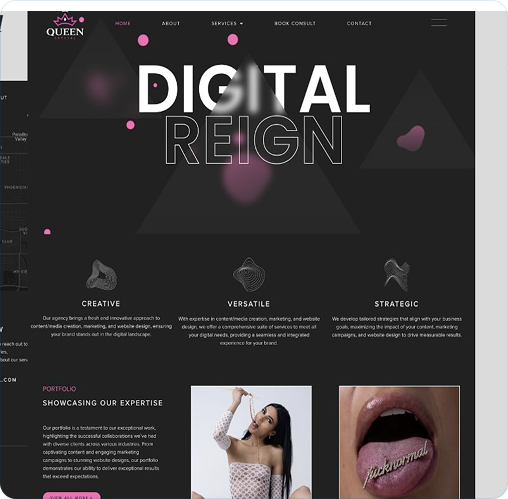 QUEEN
HOME
ABOUT
SERVICES
BOOK CONSULT
CONTACT
DIGITAL
REIGN
CREATIVE
Our agency brings a fresh and innovative approach to
content/media creation, marketing, and website design, ensuring
your brand stands out in the digital landscape.
VERSATILE
With expertise in content/media creation, marketing, and website
design, we offer a comprehensive suite of services to meet all
your digital needs, providing a seamless and integrated
experience for your brand.
STRATEGIC
We develop tailored strategies that align with your business
goals, maximizing the impact of your content, marketing
campaigns, and website design to drive measurable results.
PORTFOLIO
SHOWCASING OUR EXPERTISE
Our portfolio is a testament to our exceptional work,
highlighting the successful collaborations we've had
with diverse clients across various industries. From
captivating content and engaging marketing
campaigns to stunning website designs, our portfolio
demonstrates our ability to deliver exceptional results
that exceed expectations.
fucknormal